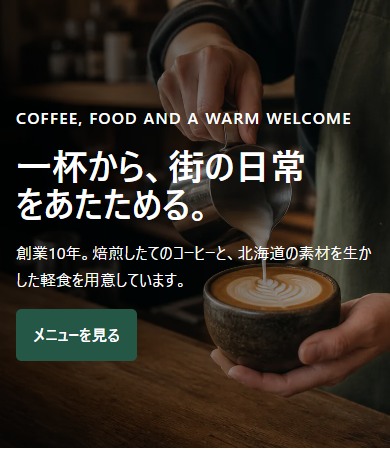 COFFEE, FOOD AND A WARM WELCOME
一杯から、街の日常
をあたためる。
創業10年。焙煎したてのコーヒーと、北海道の素材を生か
した軽食を用意しています。
メニューを見る